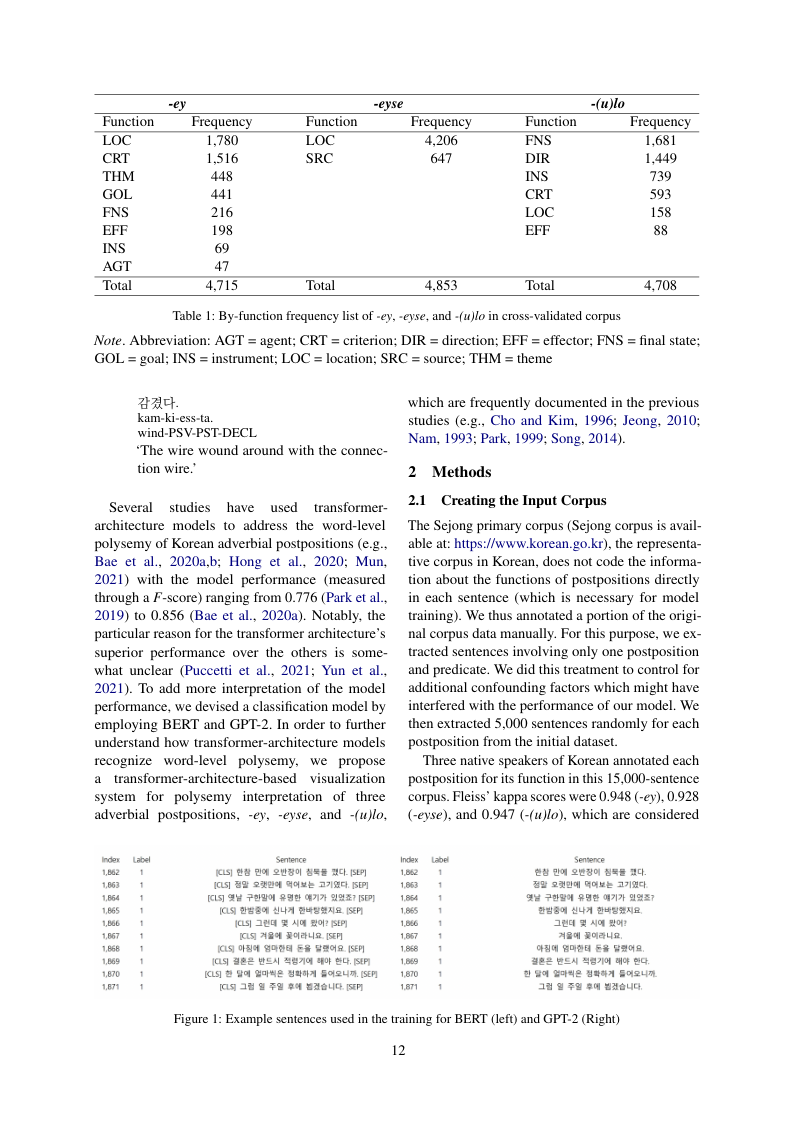 -ey -eyse -(u)lo
Function Frequency Function Frequency Function Frequency
LOC 1,780 LOC 4,206 FNS 1,681
CRT 1,516 SRC 647 DIR 1,449
THM 448 INS 739
GOL 441 CRT 593
FNS 216 LOC 158
EFF 198 EFF 88
INS 69
AGT 47
Total 4,715 Total 4,853 Total 4,708
Table 1: By-function frequency list of -ey, -eyse, and -(u)lo in cross-validated corpus
Note. Abbreviation: AGT = agent; CRT = criterion; DIR = direction; EFF = effector; FNS = final state;
GOL = goal; INS = instrument; LOC = location; SRC = source; THM = theme
감겼다.
kam-ki-ess-ta.
wind-PSV-PST-DECL
‘The wire wound around with the connec-
tion wire.’
Several studies have used transformer-
architecture models to address the word-level
polysemy of Korean adverbial postpositions (e.g.,
Bae et al., 2020a,b; Hong et al., 2020; Mun,
2021) with the model performance (measured
through a F-score) ranging from 0.776 (Park et al.,
2019) to 0.856 (Bae et al., 2020a). Notably, the
particular reason for the transformer architecture’s
superior performance over the others is some-
what unclear (Puccetti et al., 2021; Yun et al.,
2021). To add more interpretation of the model
performance, we devised a classification model by
employing BERT and GPT-2. In order to further
understand how transformer-architecture models
recognize word-level polysemy, we propose
a transformer-architecture-based visualization
system for polysemy interpretation of three
adverbial postpositions, -ey, -eyse, and -(u)lo,
which are frequently documented in the previous
studies (e.g., Cho and Kim, 1996; Jeong, 2010;
Nam, 1993; Park, 1999; Song, 2014).
2 Methods
2.1 Creating the Input Corpus
The Sejong primary corpus (Sejong corpus is avail-
able at: https://www.korean.go.kr), the representa-
tive corpus in Korean, does not code the informa-
tion about the functions of postpositions directly
in each sentence (which is necessary for model
training). We thus annotated a portion of the origi-
nal corpus data manually. For this purpose, we ex-
tracted sentences involving only one postposition
and predicate. We did this treatment to control for
additional confounding factors which might have
interfered with the performance of our model. We
then extracted 5,000 sentences randomly for each
postposition from the initial dataset.
Three native speakers of Korean annotated each
postposition for its function in this 15,000-sentence
corpus. Fleiss’ kappa scores were 0.948 (-ey), 0.928
(-eyse), and 0.947 (-(u)lo), which are considered
Index Label Sentence Index Label Sentence
1,862 1 [CLS] 한참 만에 오반장이 침묵을 깼다. [SEP] 1,862 1 한참 만에 오반장이 침묵을 깼다.
1,863 1 [CLS] 정말 오랫만에 먹어보는 고기였다. [SEP] 1,863 1 정말 오랫만에 먹어보는 고기였다.
1,864 1 [CLS] 옛날 구한말에 유명한 얘기가 있었죠? [SEP] 1,864 1 옛날 구한말에 유명한 얘기가 있었죠?
1,865 1 [CLS] 한밤중에 신나게 한바탕했지요. [SEP] 1,865 1 한밤중에 신나게 한바탕했지요.
1,866 1 [CLS] 그런데 몇 시에 왔어? [SEP] 1,866 1 그런데 몇 시에 왔어?
1,867 1 [CLS] 겨울에 꽃이라니요. [SEP] 1,867 1 겨울에 꽃이라니요.
1,868 1 [CLS] 아침에 엄마한테 돈을 달랬어요. [SEP] 1,868 1 아침에 엄마한테 돈을 달랬어요.
1,869 1 [CLS] 결혼은 반드시 적령기에 해야 한다. [SEP] 1,869 1 결혼은 반드시 적령기에 해야 한다.
1,870 1 [CLS] 한 달에 얼마씩은 정확하게 들어오니까. [SEP] 1,870 1 한 달에 얼마씩은 정확하게 들어오니까.
1,871 1 [CLS] 그럼 일 주일 후에 뵙겠습니다. [SEP] 1,871 1 그럼 일 주일 후에 뵙겠습니다.
Figure 1: Example sentences used in the training for BERT (left) and GPT-2 (Right)
12